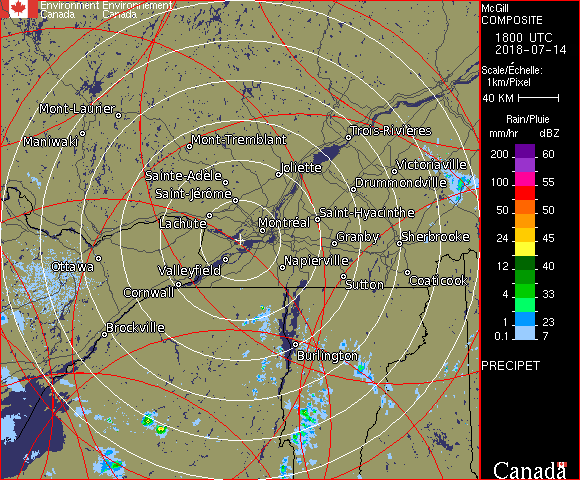 Environment Environnement
Canada Canada
McGill
COMPOSITE
1800 UTC
2018-07-14
Scale/Échelle:
1km/Pixel
40 KM
Rain/Pluie
mm/hr dBZ
200 60
150 57
100 55
50 50
24 45
12 40
4 33
1 23
0.1 7
PRECIPET
Canada
Mont-Laurier
Maniwaki
Mont-Tremblant
Trois-Rivières
Joliette
Victoriaville
Sainte-Adèle
Drummondville
Saint-Jérôme
Lachute
Saint-Hyacinthe
Montréal
Granby
Sherbrooke
Ottawa
Valleyfield
Napierville
Cornwall
Sutton
Coaticook
Brockville
Burlington